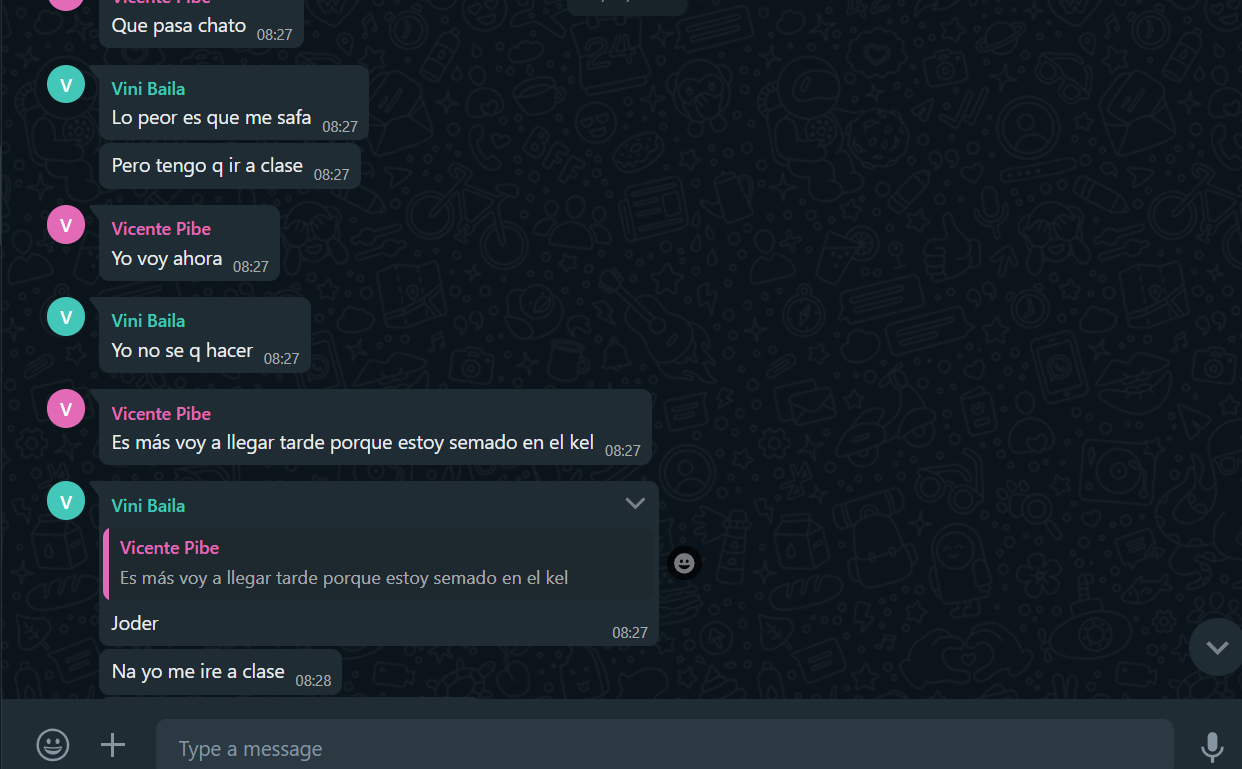 Vicente Pibe
Que pasa chato 08:27
V
Vini Baila
Lo peor es que me safa 08:27
Pero tengo q ir a clase 08:27
V
Vicente Pibe
Yo voy ahora 08:27
V
Vini Baila
Yo no se q hacer 08:27
V
Vicente Pibe
Es más voy a llegar tarde porque estoy semado en el kel 08:27
V
Vini Baila
Vicente Pibe
Es más voy a llegar tarde porque estoy semado en el kel
Joder 08:27
Na yo me ire a clase 08:28
Type a message